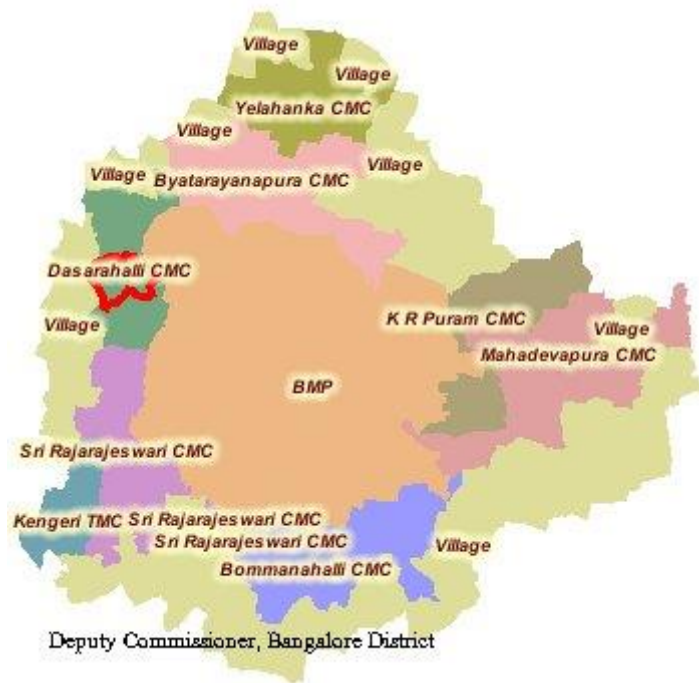 Village
Village
Yelahanka CMC
Village
Village
Village
Byatarayanapura CMC
Dasarahalli CMC
Village
K R Puram CMC
Village
Mahadevapura CMC
BMP
Sri Rajarajeswari CMC
Kengeri TMC
Sri Rajarajeswari CMC
Sri Rajarajeswari CMC
Village
Bommanahalli CMC
Deputy Commissioner, Bangalore District